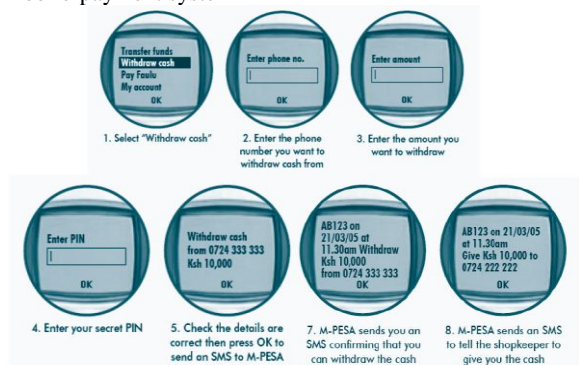 Transfer funds
Withdraw cash
Pay Faulu
My account
OK
1. Select "Withdraw cash"
Enter phone no.
OK
2. Enter the phone
number you want to
withdraw cash from
Enter amount
OK
3. Enter the amount you
want to withdraw
Enter PIN
OK
4. Enter your secret PIN
Withdraw cash
from 0724 333 333
Ksh 10,000
OK
5. Check the details are
correct then press OK to
send an SMS to M-PESA
AB123 on
21/03/05 at
11.30am Withdraw
Ksh 10,000
from 0724 333 333
OK
7. M-PESA sends you an
SMS confirming that you
can withdraw the cash
AB123 on 21/03/05
at 11.30am
Give Ksh 10,000 to
0724 222 222
OK
8. M-PESA sends an SMS
to tell the shopkeeper to
give you the cash